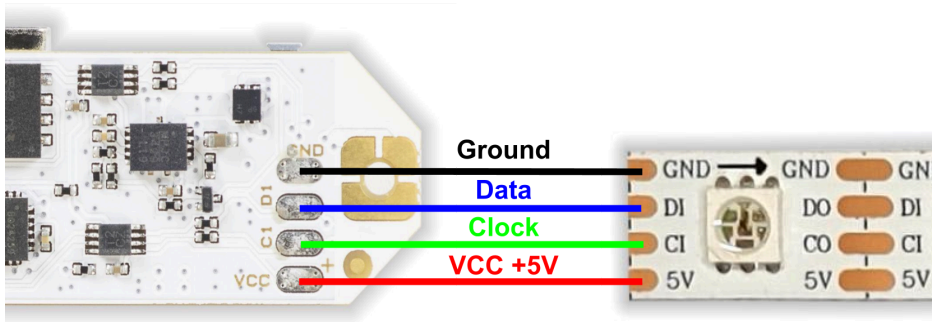 GND
D1
C1
VCC
+
Ground
Data
Clock
VCC +5V
GND → GND GN
DI DO DI
CI CO CI
5V 5V 5V